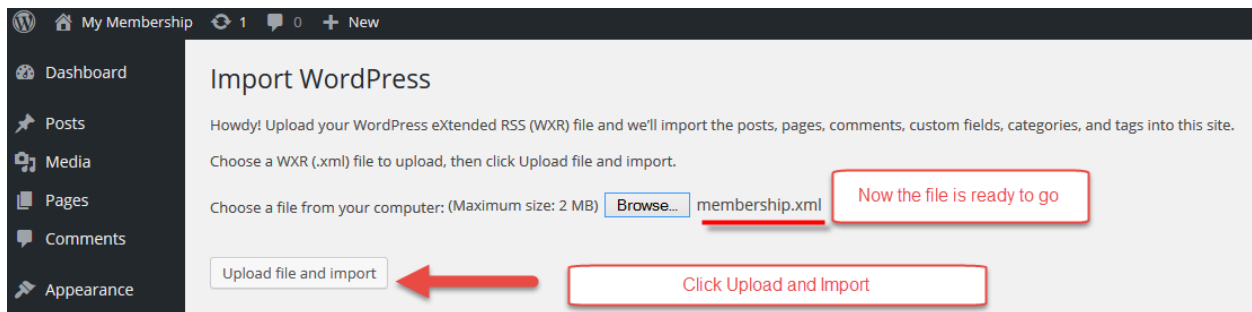 My Membership 1 0 + New
Dashboard
Import WordPress
Posts
Howdy! Upload your WordPress eXtended RSS (WXR) file and we'll import the posts, pages, comments, custom fields, categories, and tags into this site.
Media
Choose a WXR (.xml) file to upload, then click Upload file and import.
Pages
Choose a file from your computer: (Maximum size: 2 MB) Browse... membership.xml
Now the file is ready to go
Comments
Upload file and import
Click Upload and Import
Appearance